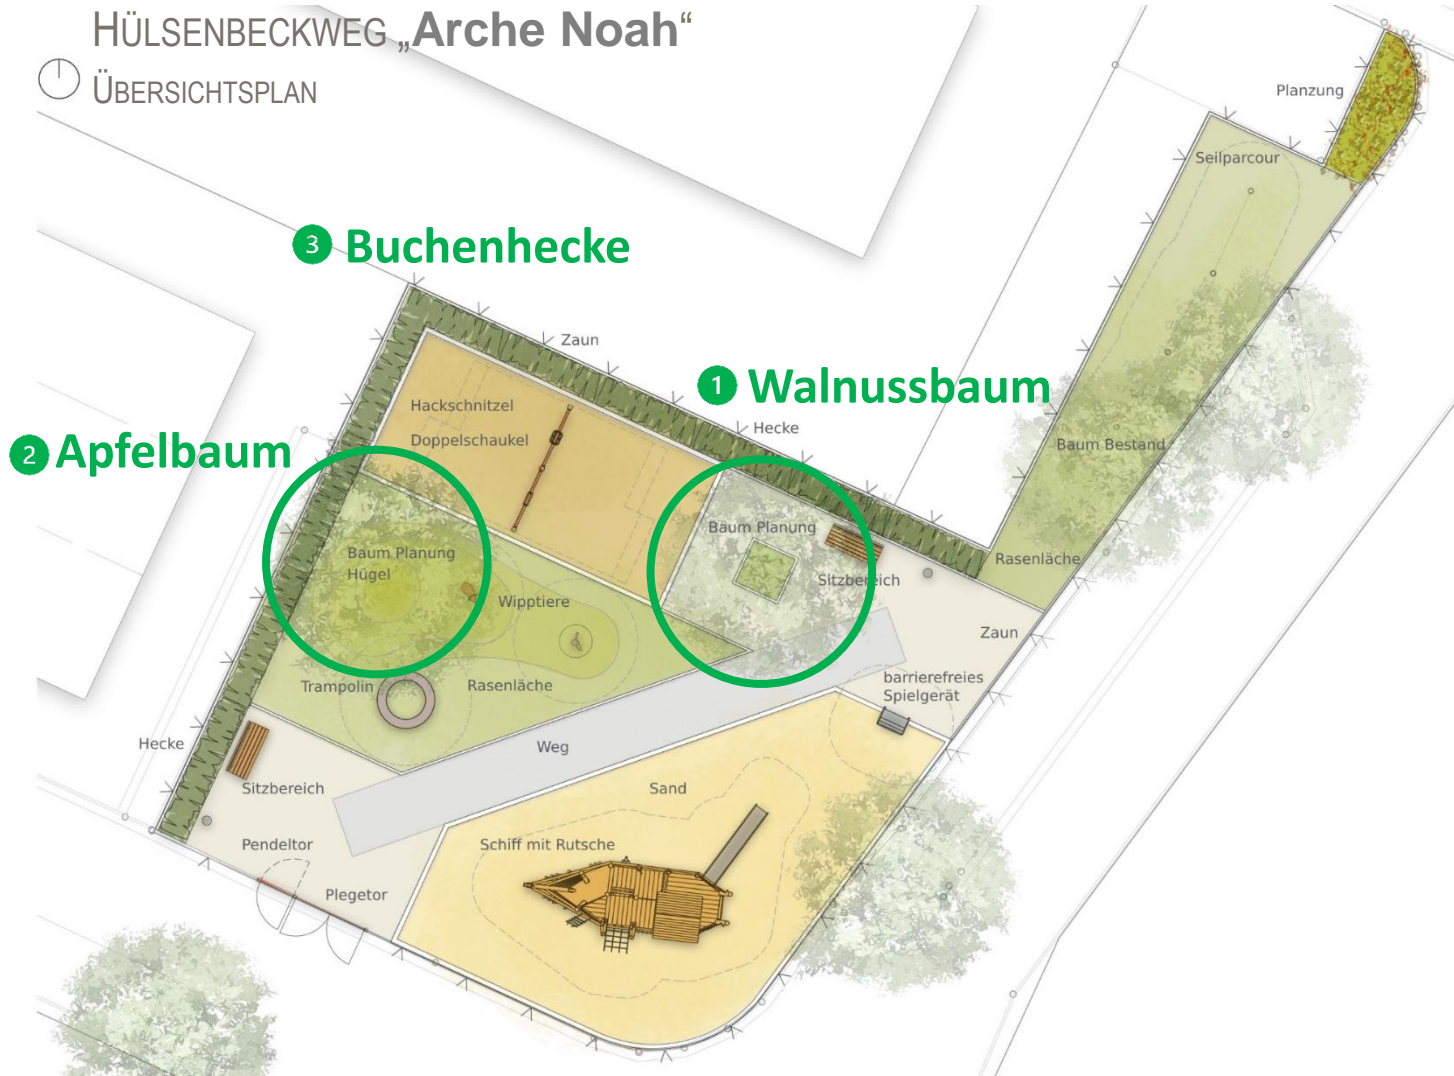 HÜLSENBECKWEG „Arche Noah“
ÜBERSICHTSPLAN
Planzung
Seilparcour
3 Buchenhecke
Zaun
1 Walnussbaum
Hackschnitzel
Hecke
Doppelschaukel
Baum Bestand
2 Apfelbaum
Baum Planung
Baum Planung
Hügel
Rasenläche
Sitzbereich
Wipptiere
Zaun
Trampolin
Rasenläche
barrierefreies
Spielgerät
Hecke
Weg
Sitzbereich
Sand
Pendeltor
Schiff mit Rutsche
Plegetor